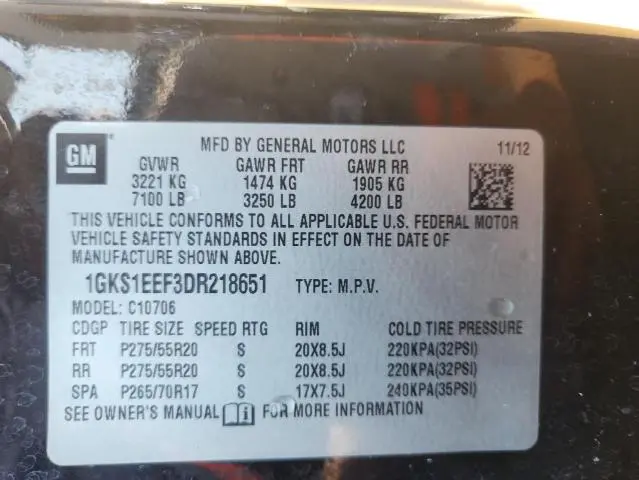 GM
MFD BY GENERAL MOTORS LLC 11/12
GVWR GAWR FRT GAWR RR
3221 KG 1474 KG 1905 KG
7100 LB 3250 LB 4200 LB
THIS VEHICLE CONFORMS TO ALL APPLICABLE U.S. FEDERAL MOTOR
VEHICLE SAFETY STANDARDS IN EFFECT ON THE DATE OF
MANUFACTURE SHOWN ABOVE.
1GKS1EEF3DR218651 TYPE: M.P.V.
MODEL: C10706
CDGP TIRE SIZE SPEED RTG RIM COLD TIRE PRESSURE
FRT P275/55R20 S 20X8.5J 220KPA(32PSI)
RR P275/55R20 S 20X8.5J 220KPA(32PSI)
SPA P265/70R17 S 17X7.5J 240KPA(35PSI)
SEE OWNER'S MANUAL FOR MORE INFORMATION